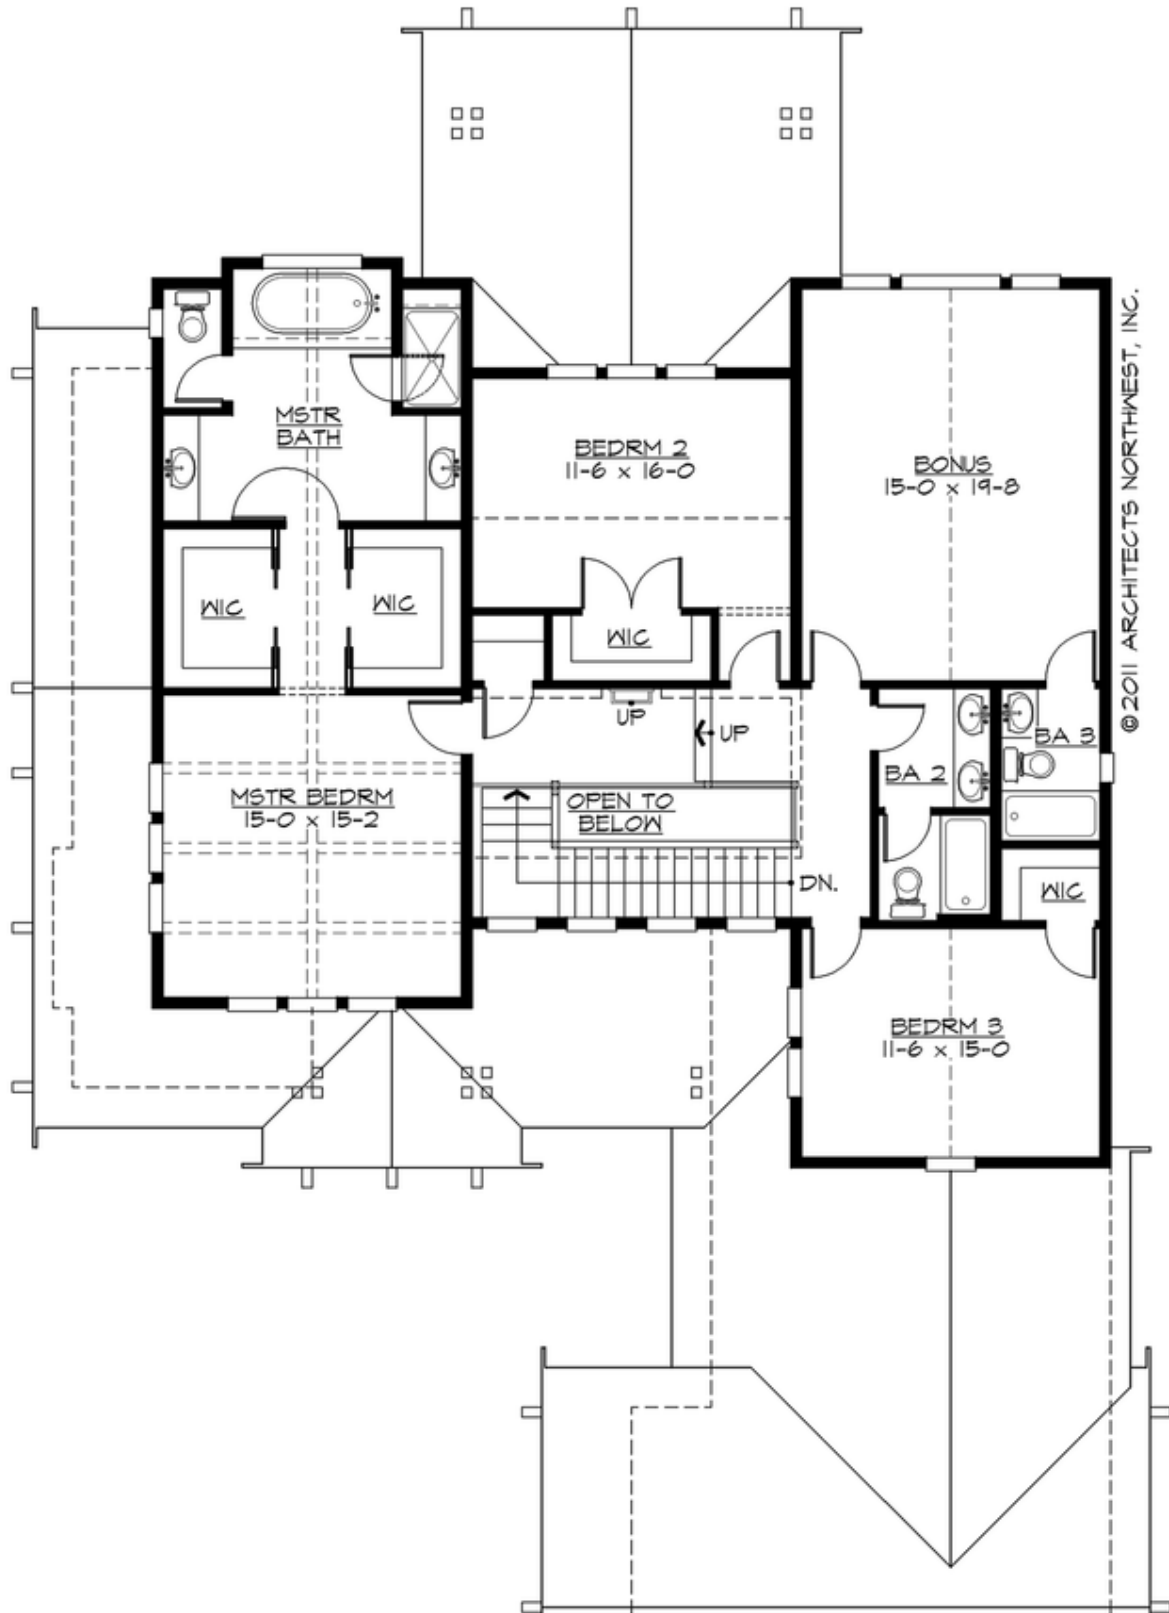 MSTR
BATH
BEDRM 2
11-6 x 16-0
BONUS
15-0 x 19-8
©2011 ARCHITECTS NORTHWEST, INC.
WIC
WIC
WIC
UP
UP
BA 3
BA 2
MSTR BEDRM
15-0 x 15-2
OPEN TO
BELOW
DN.
WIC
BEDRM 3
11-6 x 15-0